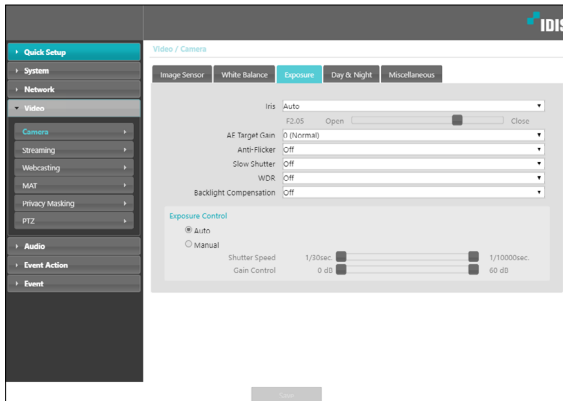 IDIS
Quick Setup
System
Network
Video
Camera
Streaming
Webcasting
MAT
Privacy Masking
PTZ
Audio
Event Action
Event
Video / Camera
Image Sensor White Balance Exposure Day & Night Miscellaneous
Iris Auto
F2.05 Open Close
AE Target Gain 0 (Normal)
Anti-Flicker Off
Slow Shutter Off
WDR Off
Backlight Compensation Off
Exposure Control
Auto
Manual
Shutter Speed 1/30sec. 1/10000sec.
Gain Control 0 dB 60 dB
Save